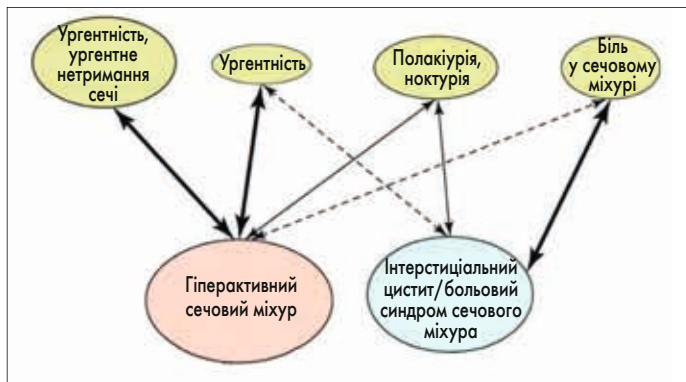 Ургентність,
ургентне
нетримання
сечі
Ургентність
Полакіурія,
ноктурія
Біль
у сечовому
міхурі
Гіперактивний
сечовий міхур
Інтерстиціальний
цистит/больовий
синдром сечового
міхура